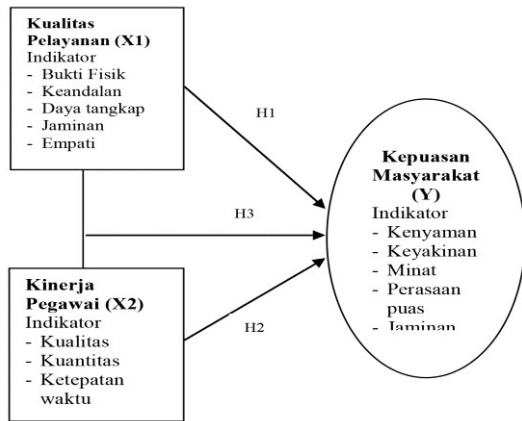 Kualitas
Pelayanan (X1)
Indikator
- Bukti Fisik
- Keandalan
- Daya tangkap
- Jaminan
- Empati
H1
H3
Kinerja
Pegawai (X2)
Indikator
- Kualitas
- Kuantitas
- Ketepatan
waktu
H2
Kepuasan
Masyarakat
(Y)
Indikator
- Kenyaman
- Keyakinan
- Minat
- Perasaan
puas
- Jaminan